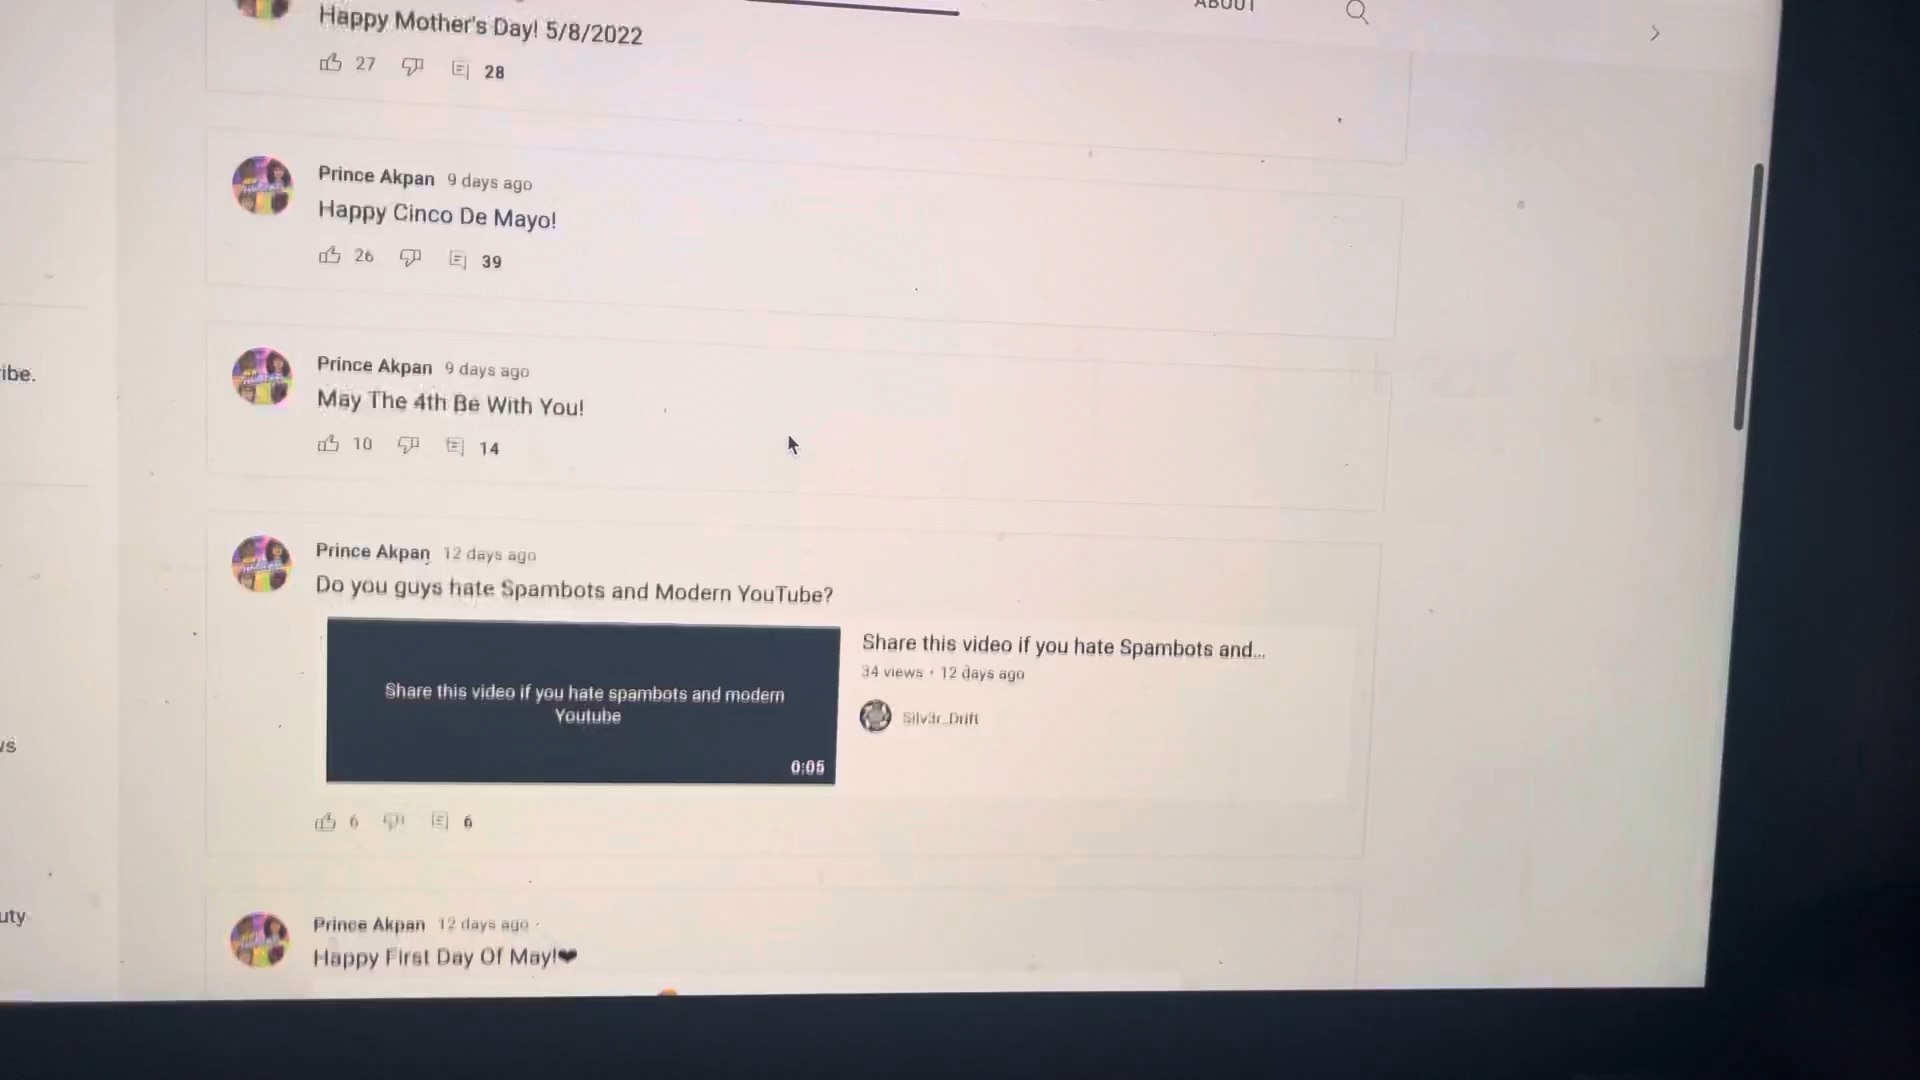 ABOUT
Happy Mother's Day! 5/8/2022
27 28
Prince Akpan 9 days ago
Happy Cinco De Mayo!
26 39
ibe.
Prince Akpan 9 days ago
May The 4th Be With You!
10 14
Prince Akpan 12 days ago
Do you guys hate Spambots and Modern YouTube?
Share this video if you hate spambots and modern
Youtube
0:05
Share this video if you hate Spambots and...
34 views • 12 days ago
Silv3r_Drift
6 6
uty
Prince Akpan 12 days ago
Happy First Day Of May!❤